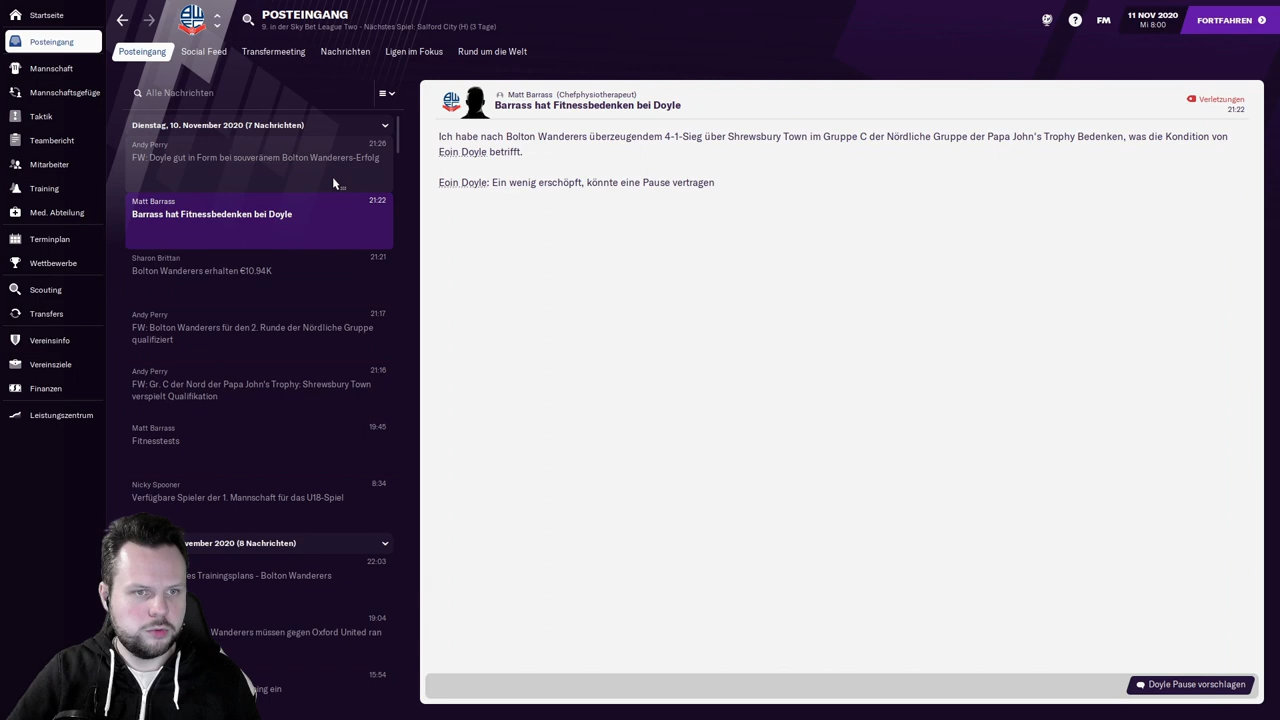 Startseite
Posteingang
Mannschaft
Mannschaftsgefüge
Taktik
Teambericht
Mitarbeiter
Training
Med. Abteilung
Terminplan
Wettbewerbe
Scouting
Transfers
Vereinsinfo
Vereinsziele
Finanzen
Leistungszentrum
POSTEINGANG
9. in der Sky Bet League Two - Nächstes Spiel: Salford City (H) (3 Tage)
FM
11 NOV 2020
Mi 8:00
FORTFAHREN
Posteingang Social Feed Transfermeeting Nachrichten Ligen im Fokus Rund um die Welt
Alle Nachrichten
Dienstag, 10. November 2020 (7 Nachrichten)
Andy Perry 21:26
FW: Doyle gut in Form bei souveränem Bolton Wanderers-Erfolg
Matt Barrass 21:22
Barrass hat Fitnessbedenken bei Doyle
Sharon Brittan 21:21
Bolton Wanderers erhalten €10.94K
Andy Perry 21:17
FW: Bolton Wanderers für den 2. Runde der Nördliche Gruppe
qualifiziert
Andy Perry 21:16
FW: Gr. C der Nord der Papa John's Trophy: Shrewsbury Town
verspielt Qualifikation
Matt Barrass 19:45
Fitnesstests
Nicky Spooner 8:34
Verfügbare Spieler der 1. Mannschaft für das U18-Spiel
vember 2020 (8 Nachrichten)
22:03
es Trainingsplans - Bolton Wanderers
19:04
Wanderers müssen gegen Oxford United ran
15:54
ing ein
Matt Barrass (Chefphysiotherapeut)
Barrass hat Fitnessbedenken bei Doyle
Verletzungen
21:22
Ich habe nach Bolton Wanderers überzeugendem 4-1-Sieg über Shrewsbury Town im Gruppe C der Nördliche Gruppe der Papa John's Trophy Bedenken, was die Kondition von
Eoin Doyle betrifft.
Eoin Doyle: Ein wenig erschöpft, könnte eine Pause vertragen
Doyle Pause vorschlagen